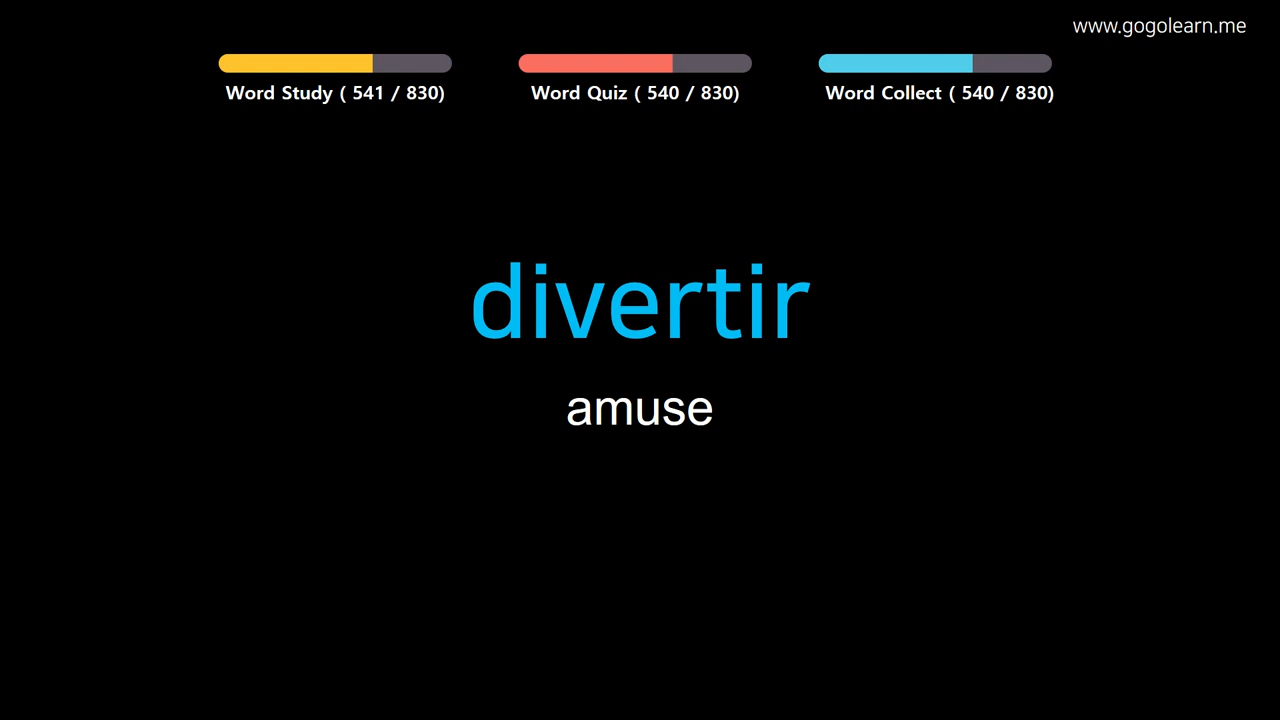 www.gogolearn.me
Word Study ( 541 / 830)
Word Quiz ( 540 / 830)
Word Collect ( 540 / 830)
divertir
amuse